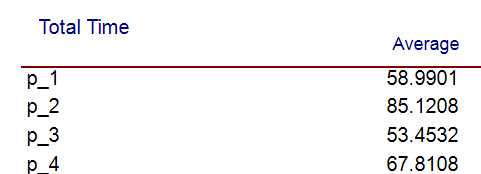 Total Time
Average
p_1 58.9901
p_2 85.1208
p_3 53.4532
p_4 67.8108